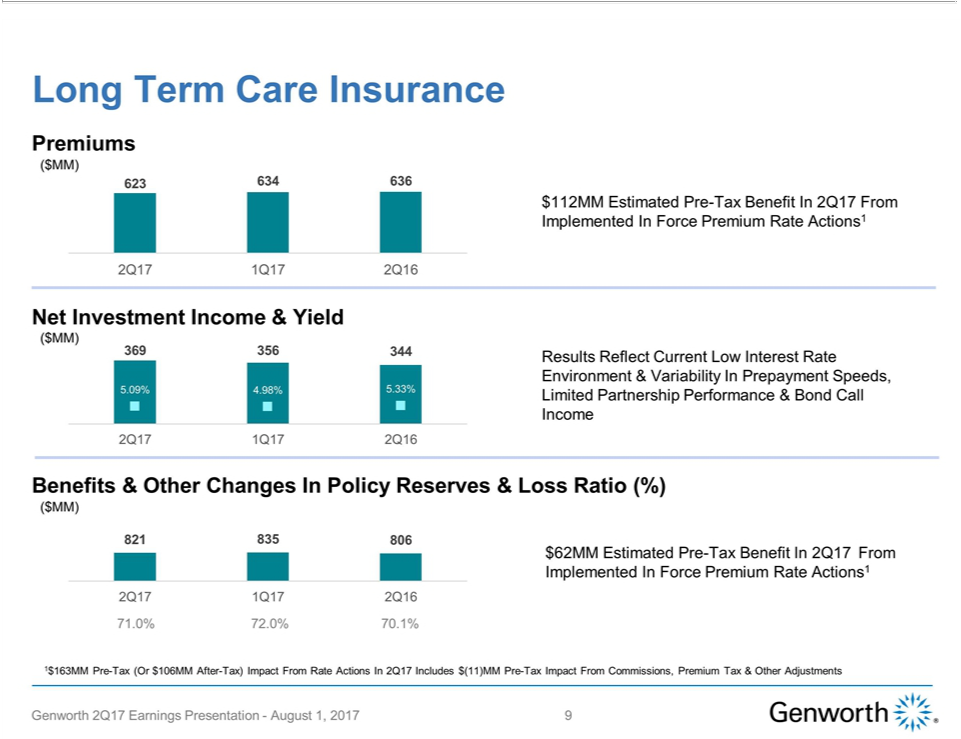 Long Term Care Insurance
Premiums
($MM)
623 634 636
2Q17 1Q17 2Q16
$112MM Estimated Pre-Tax Benefit In 2Q17 From
Implemented In Force Premium Rate Actions¹
Net Investment Income & Yield
($MM)
369 356 344
5.09% 4.98% 5.33%
2Q17 1Q17 2Q16
Results Reflect Current Low Interest Rate
Environment & Variability In Prepayment Speeds,
Limited Partnership Performance & Bond Call
Income
Benefits & Other Changes In Policy Reserves & Loss Ratio (%)
($MM)
821 835 806
2Q17 1Q17 2Q16
71.0% 72.0% 70.1%
$62MM Estimated Pre-Tax Benefit In 2Q17 From
Implemented In Force Premium Rate Actions¹
¹$163MM Pre-Tax (Or $106MM After-Tax) Impact From Rate Actions In 2Q17 Includes $(11)MM Pre-Tax Impact From Commissions, Premium Tax & Other Adjustments
Genworth 2Q17 Earnings Presentation - August 1, 2017 9 Genworth®